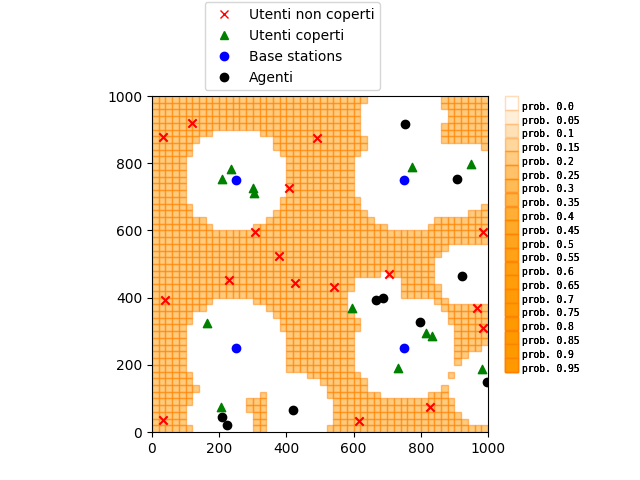 Utenti non coperti
Utenti coperti
Base stations
Agenti
1000
800
600
400
200
0
0 200 400 600 800 1000
prob. 0.0
prob. 0.05
prob. 0.1
prob. 0.15
prob. 0.2
prob. 0.25
prob. 0.3
prob. 0.35
prob. 0.4
prob. 0.45
prob. 0.5
prob. 0.55
prob. 0.6
prob. 0.65
prob. 0.7
prob. 0.75
prob. 0.8
prob. 0.85
prob. 0.9
prob. 0.95